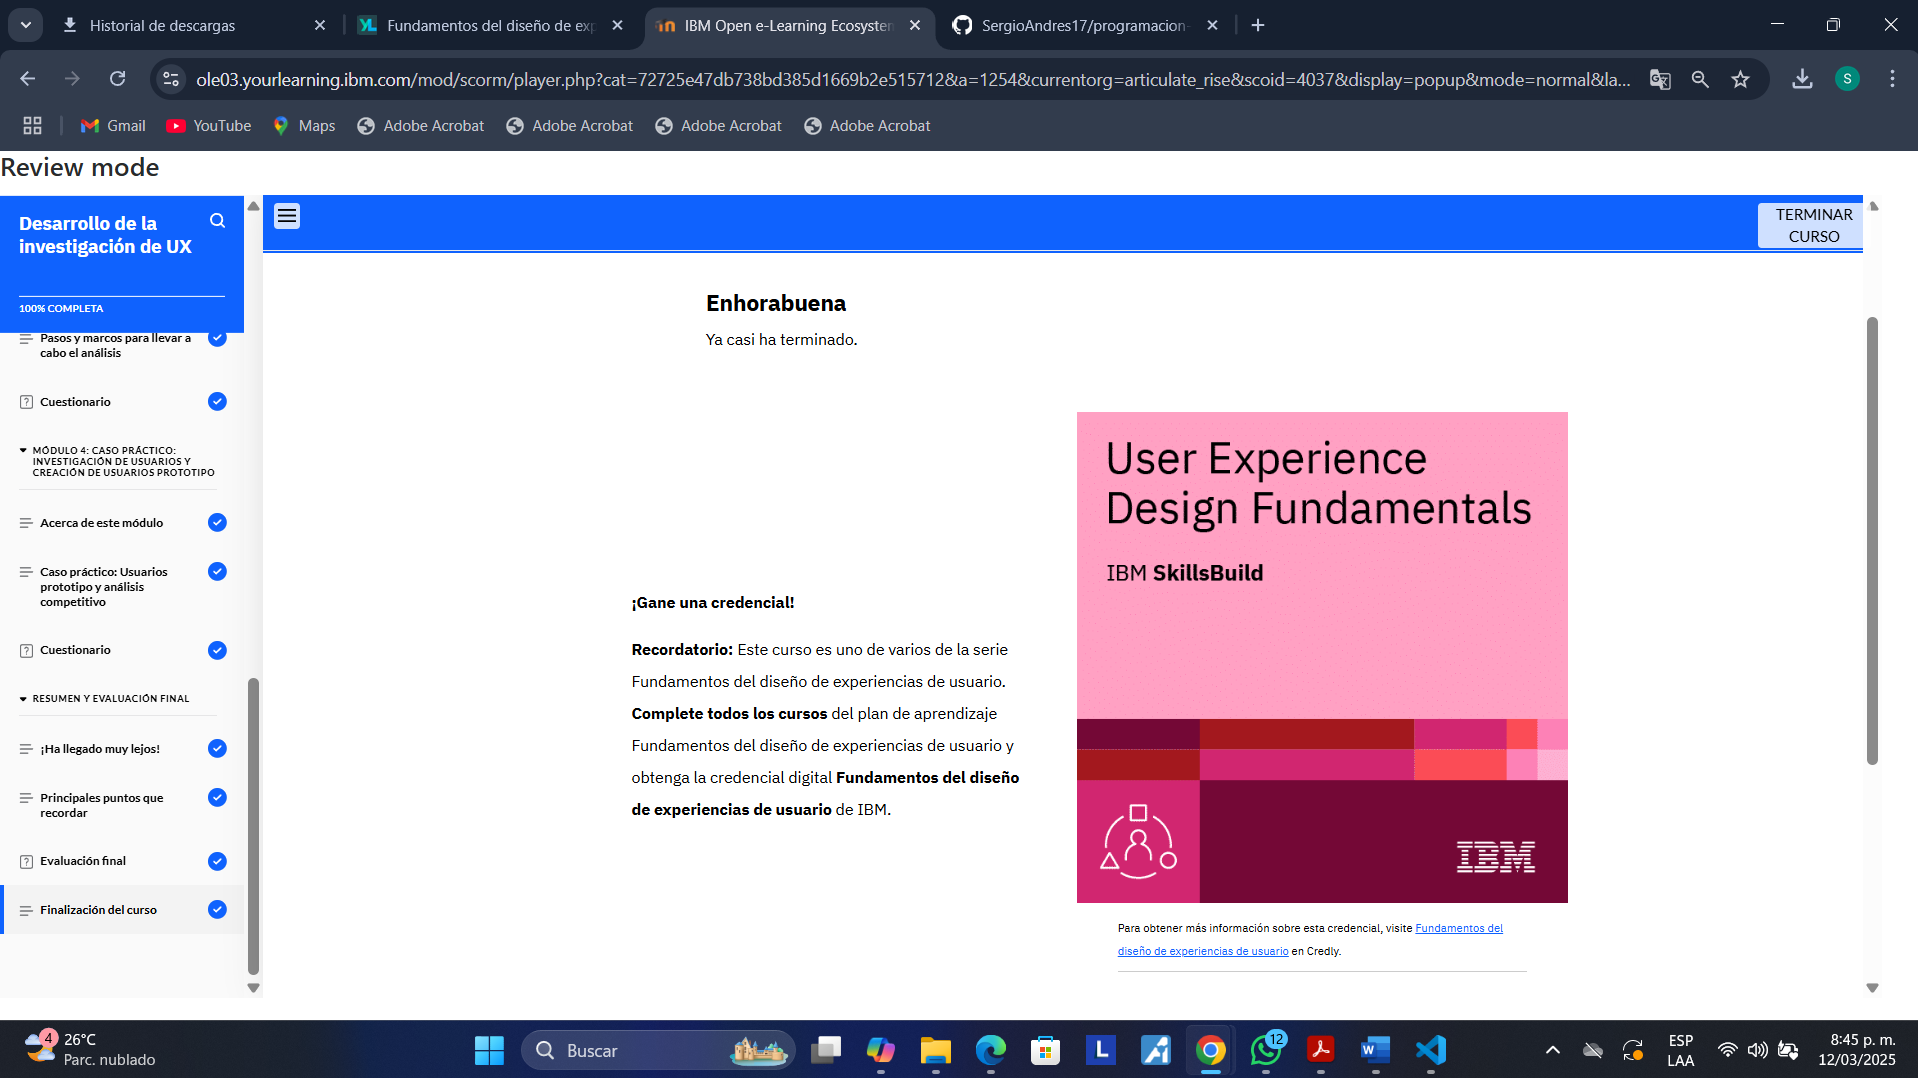 Historial de descargas
Fundamentos del diseño de exp
IBM Open e-Learning Ecosystem
SergioAndres17/programacion-
ole03.yourlearning.ibm.com/mod/scorm/player.php?cat=72725e47db738bd385d1669b2e515712&a=1254&currentorg=articulate_rise&scoid=4037&display=popup&mode=normal&la...
S
Gmail
YouTube
Maps
Adobe Acrobat
Adobe Acrobat
Adobe Acrobat
Adobe Acrobat
Review mode
Desarrollo de la
investigación de UX
100% COMPLETA
Pasos y marcos para llevar a
cabo el análisis
Cuestionario
MÓDULO 4: CASO PRÁCTICO:
INVESTIGACIÓN DE USUARIOS Y
CREACIÓN DE USUARIOS PROTOTIPO
Acerca de este módulo
Caso práctico: Usuarios
prototipo y análisis
competitivo
Cuestionario
RESUMEN Y EVALUACIÓN FINAL
¡Ha llegado muy lejos!
Principales puntos que
recordar
Evaluación final
Finalización del curso
TERMINAR
CURSO
Enhorabuena
Ya casi ha terminado.
¡Gane una credencial!
Recordatorio: Este curso es uno de varios de la serie
Fundamentos del diseño de experiencias de usuario.
Complete todos los cursos del plan de aprendizaje
Fundamentos del diseño de experiencias de usuario y
obtenga la credencial digital Fundamentos del diseño
de experiencias de usuario de IBM.
User Experience
Design Fundamentals
IBM SkillsBuild
IBM
Para obtener más información sobre esta credencial, visite Fundamentos del
diseño de experiencias de usuario en Credly.
4
26°C
Parc. nublado
Buscar
L
12
ESP
LAA
8:45 p. m.
12/03/2025